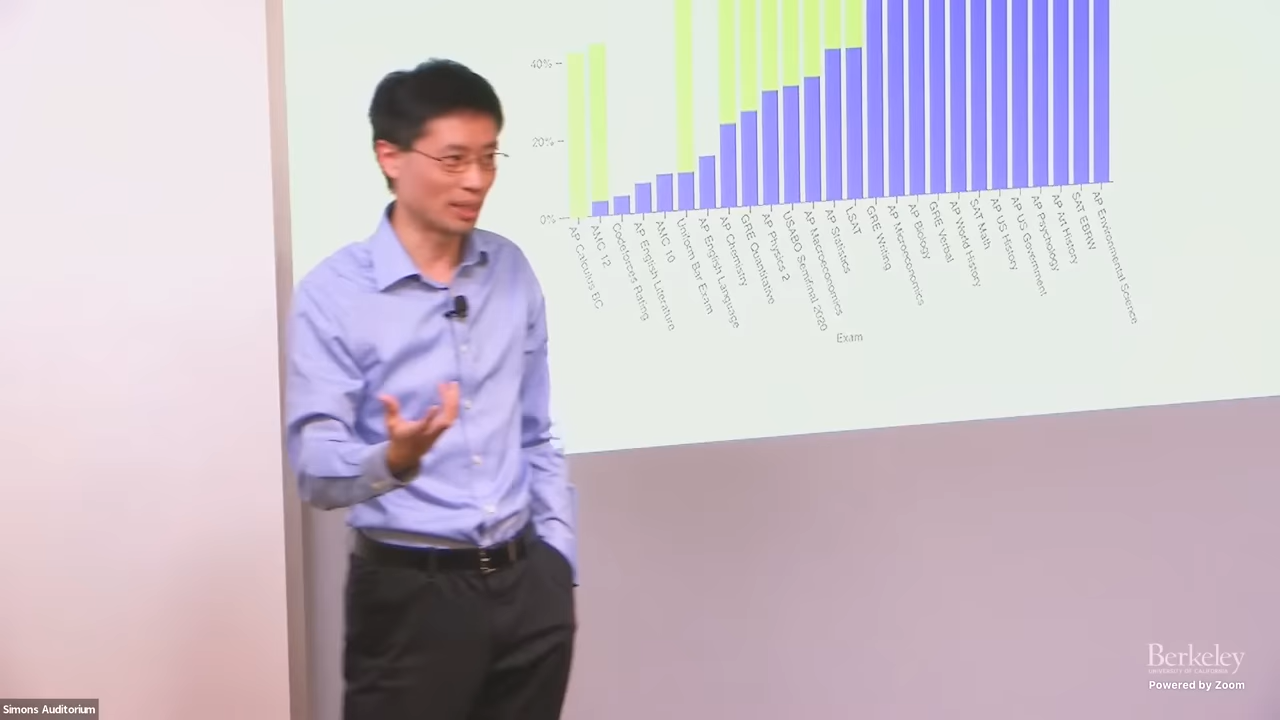 40%
20%
0%
AP Calculus BC
AMC 12
Codeforces Rating
AP English Literature
AMC 10
Uniform Bar Exam
AP English Language
AP Chemistry
GRE Quantitative
AP Physics 2
USABO Semifinal 2020
AP Macroeconomics
AP Statistics
LSAT
GRE Writing
AP Microeconomics
AP Biology
GRE Verbal
AP World History
SAT Math
AP US History
AP US Government
AP Psychology
AP Art History
SAT EBRW
AP Environmental Science
Exam
Berkeley
UNIVERSITY OF CALIFORNIA
Powered by Zoom
Simons Auditorium